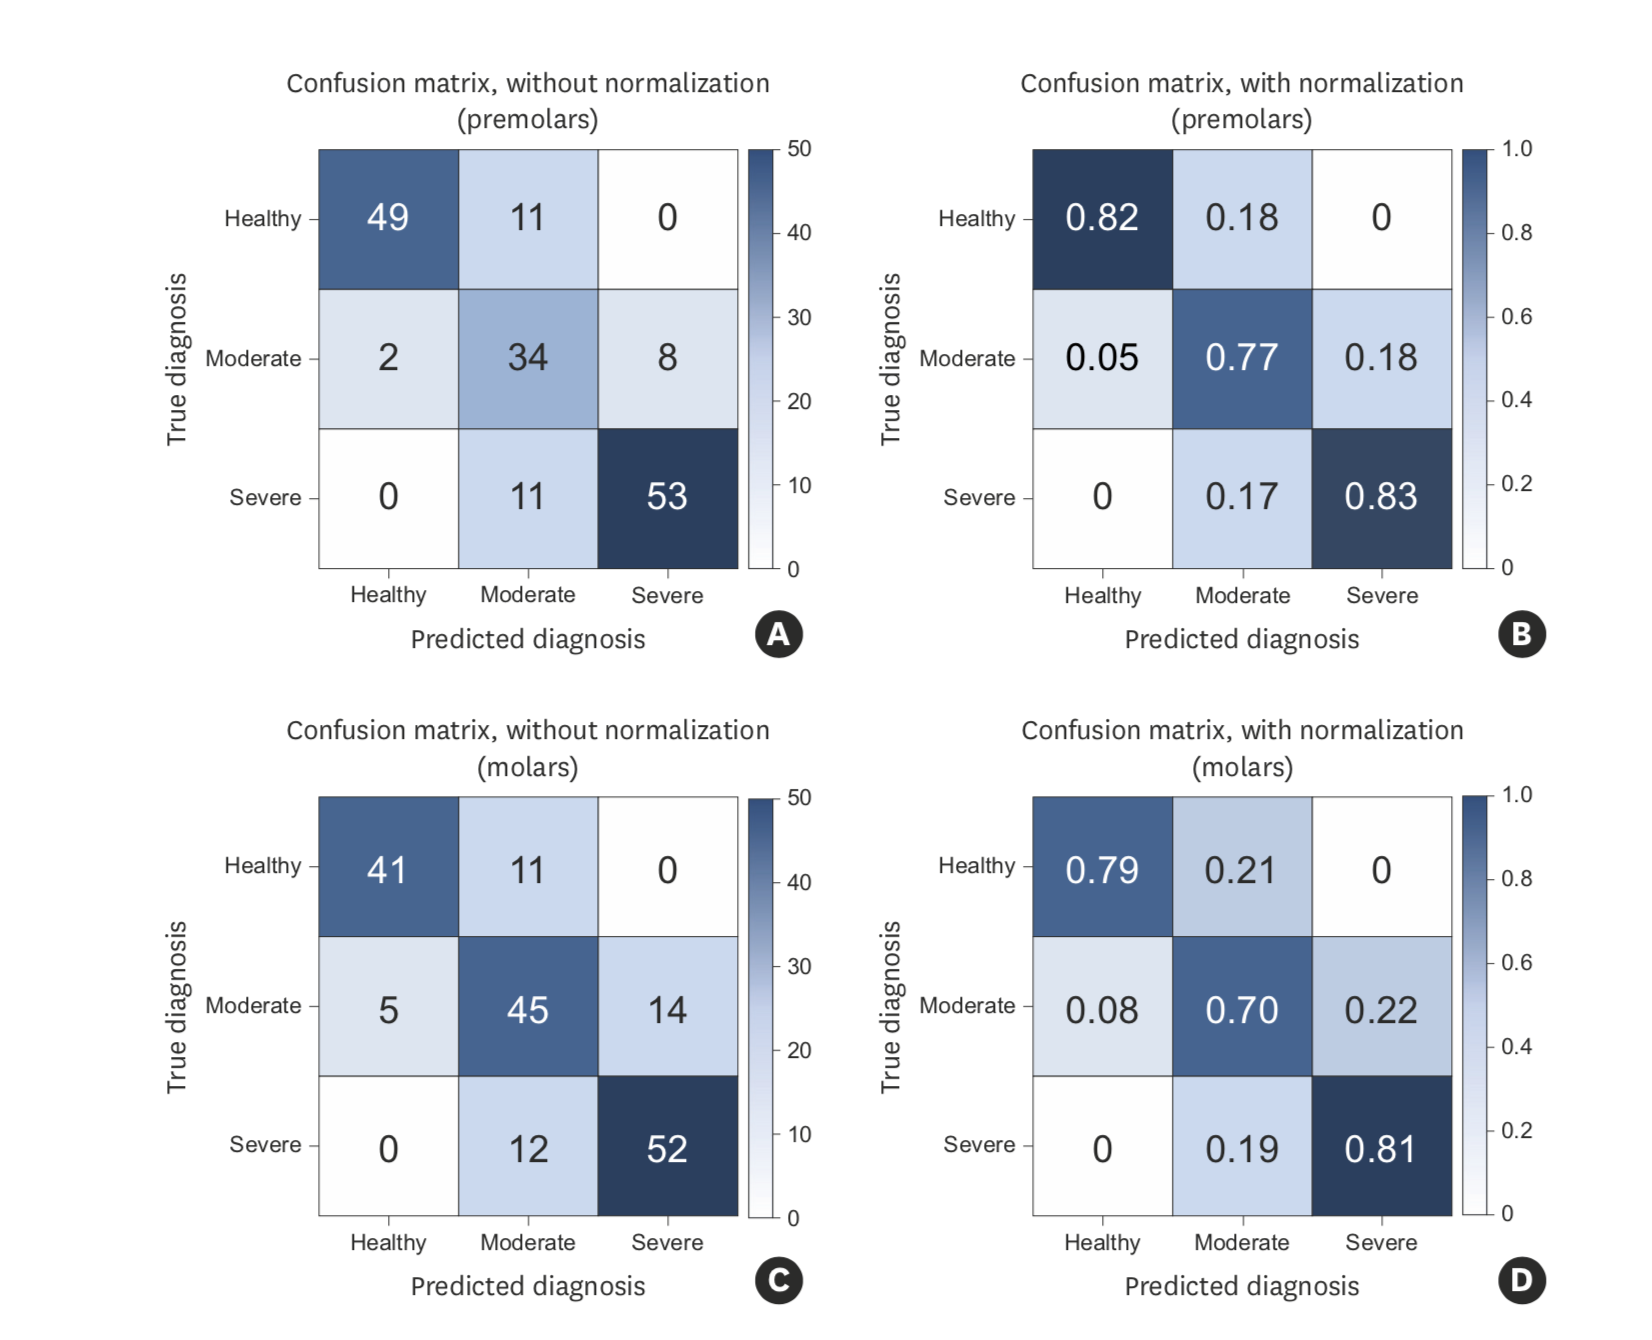 Confusion matrix, without normalization
(premolars)
50
40
30
20
10
0
True diagnosis
Healthy 49 11 0
Moderate 2 34 8
Severe 0 11 53
Healthy Moderate Severe
Predicted diagnosis
A
Confusion matrix, with normalization
(premolars)
1.0
0.8
0.6
0.4
0.2
0
True diagnosis
Healthy 0.82 0.18 0
Moderate 0.05 0.77 0.18
Severe 0 0.17 0.83
Healthy Moderate Severe
Predicted diagnosis
B
Confusion matrix, without normalization
(molars)
50
40
30
20
10
0
True diagnosis
Healthy 41 11 0
Moderate 5 45 14
Severe 0 12 52
Healthy Moderate Severe
Predicted diagnosis
C
Confusion matrix, with normalization
(molars)
1.0
0.8
0.6
0.4
0.2
0
True diagnosis
Healthy 0.79 0.21 0
Moderate 0.08 0.70 0.22
Severe 0 0.19 0.81
Healthy Moderate Severe
Predicted diagnosis
D